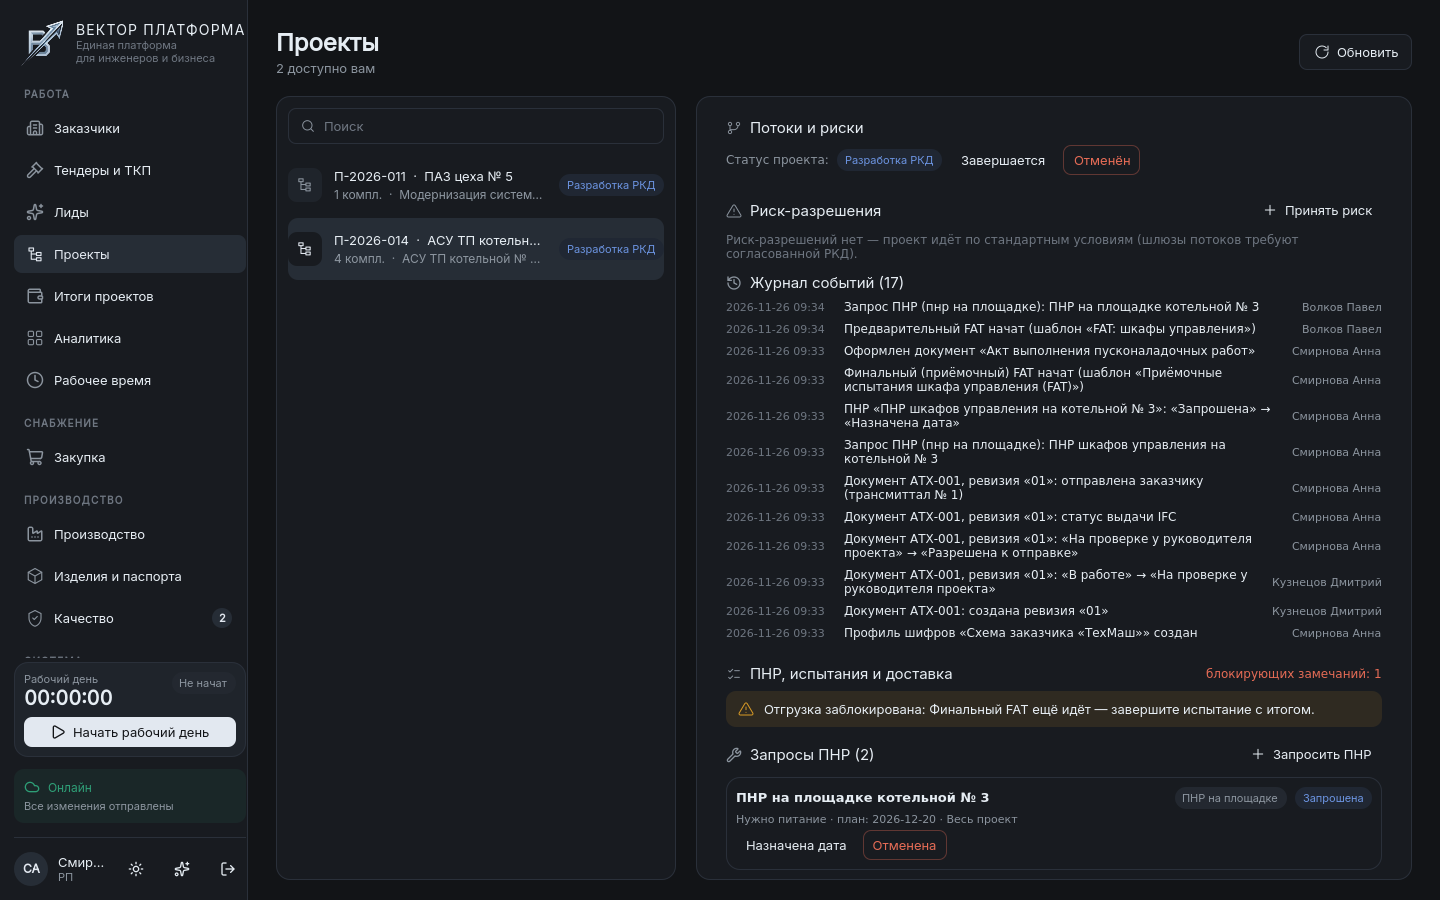 ВЕКТОР ПЛАТФОРМА
Единая платформа
для инженеров и бизнеса
РАБОТА
Заказчики
Тендеры и ТКП
Лиды
Проекты
Итоги проектов
Аналитика
Рабочее время
СНАБЖЕНИЕ
Закупка
ПРОИЗВОДСТВО
Производство
Изделия и паспорта
Качество 2
Рабочий день
Не начат
00:00:00
Начать рабочий день
Онлайн
Все изменения отправлены
СА
Смир...
РП
Проекты
2 доступно вам
Обновить
Поиск
П-2026-011 · ПАЗ цеха № 5
1 компл. · Модернизация систем...
Разработка РКД
П-2026-014 · АСУ ТП котельн...
4 компл. · АСУ ТП котельной № ...
Разработка РКД
Потоки и риски
Статус проекта: Разработка РКД Завершается Отменён
Риск-разрешения
Принять риск
Риск-разрешений нет — проект идёт по стандартным условиям (шлюзы потоков требуют
согласованной РКД).
Журнал событий (17)
2026-11-26 09:34 Запрос ПНР (пнр на площадке): ПНР на площадке котельной № 3 Волков Павел
2026-11-26 09:34 Предварительный FAT начат (шаблон «FAT: шкафы управления») Волков Павел
2026-11-26 09:33 Оформлен документ «Акт выполнения пусконаладочных работ» Смирнова Анна
2026-11-26 09:33 Финальный (приёмочный) FAT начат (шаблон «Приёмочные
испытания шкафа управления (FAT)») Смирнова Анна
2026-11-26 09:33 ПНР «ПНР шкафов управления на котельной № 3»: «Запрошена» →
«Назначена дата» Смирнова Анна
2026-11-26 09:33 Запрос ПНР (пнр на площадке): ПНР шкафов управления на
котельной № 3 Смирнова Анна
2026-11-26 09:33 Документ АТХ-001, ревизия «01»: отправлена заказчику
(трансмиттал № 1) Смирнова Анна
2026-11-26 09:33 Документ АТХ-001, ревизия «01»: статус выдачи IFC Смирнова Анна
2026-11-26 09:33 Документ АТХ-001, ревизия «01»: «На проверке у руководителя
проекта» → «Разрешена к отправке» Смирнова Анна
2026-11-26 09:33 Документ АТХ-001, ревизия «01»: «В работе» → «На проверке у
руководителя проекта» Кузнецов Дмитрий
2026-11-26 09:33 Документ АТХ-001: создана ревизия «01» Кузнецов Дмитрий
2026-11-26 09:33 Профиль шифров «Схема заказчика «ТехМаш»» создан Смирнова Анна
ПНР, испытания и доставка
блокирующих замечаний: 1
Отгрузка заблокирована: Финальный FAT ещё идёт — завершите испытание с итогом.
Запросы ПНР (2)
Запросить ПНР
ПНР на площадке котельной № 3
ПНР на площадке Запрошена
Нужно питание · план: 2026-12-20 · Весь проект
Назначена дата Отменена